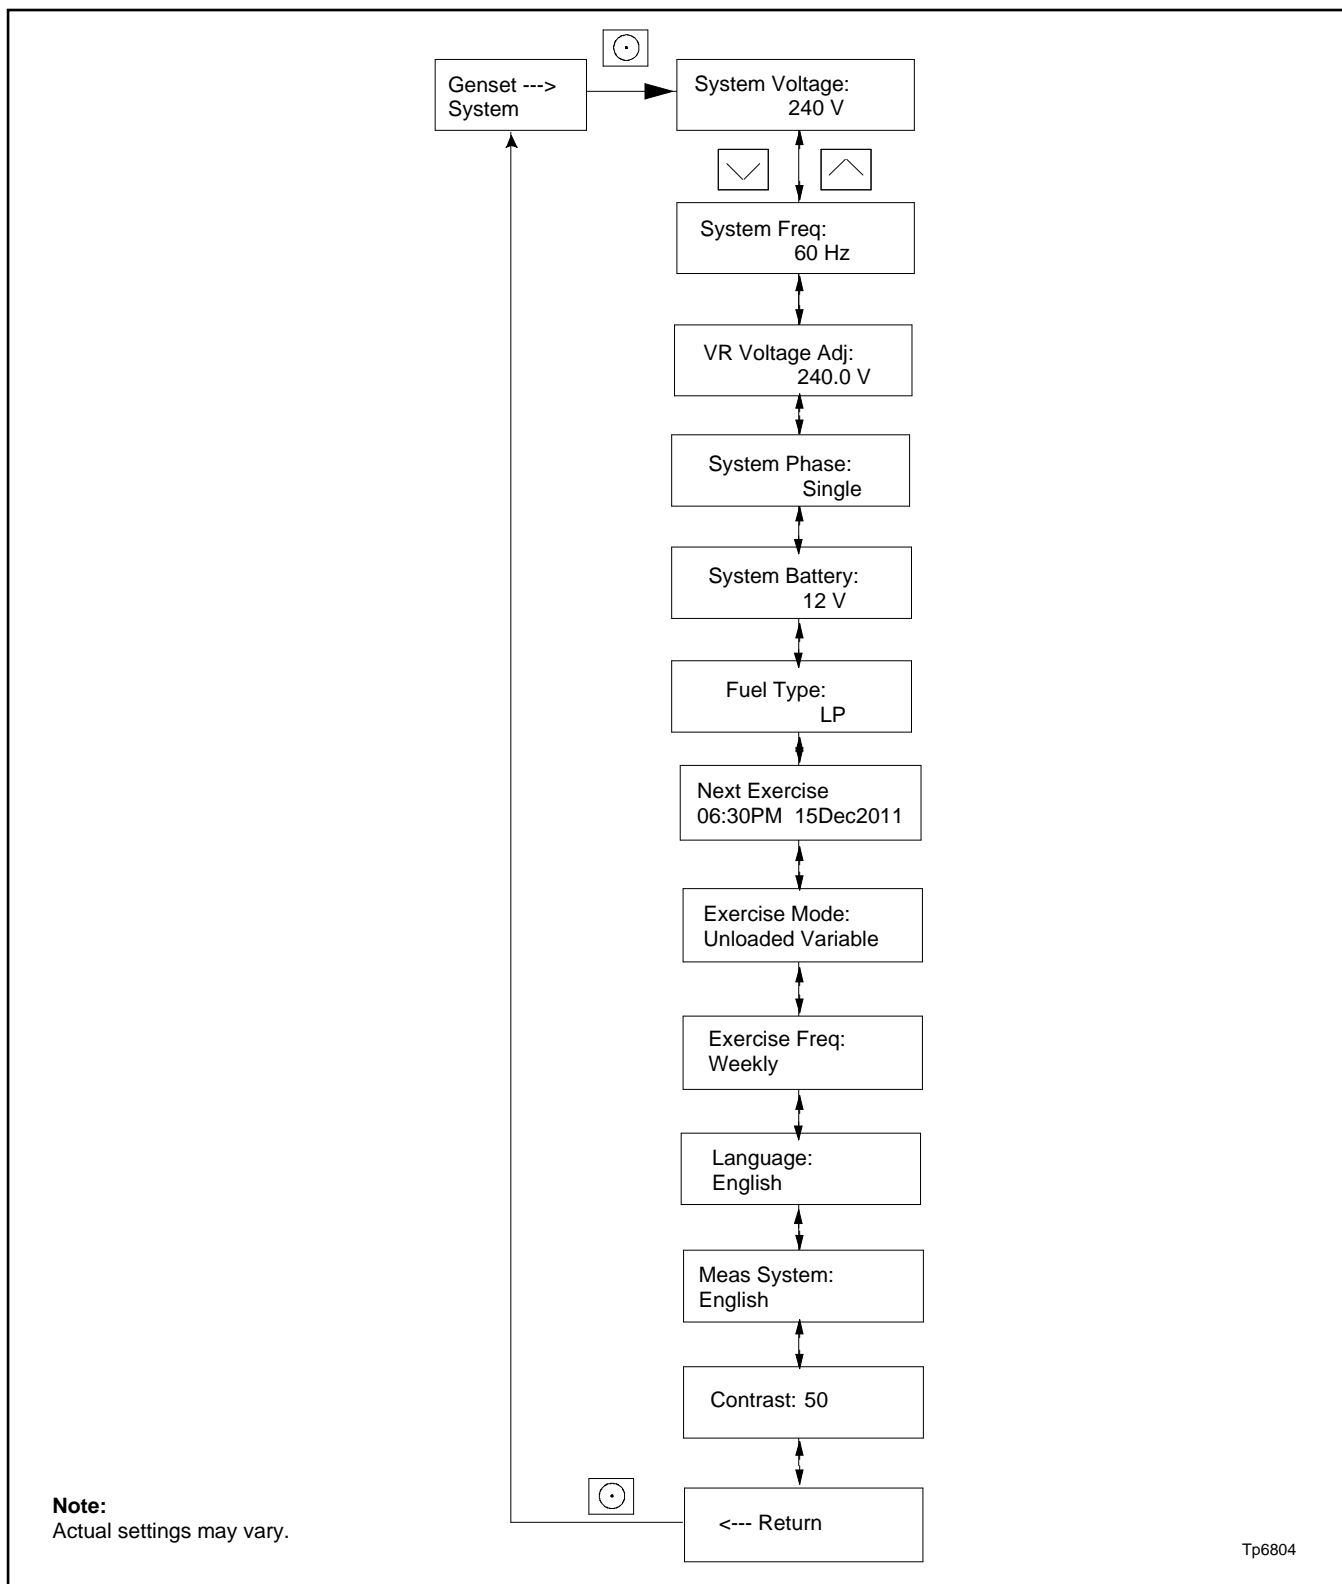 Genset --->
System
System Voltage:
240 V
System Freq:
60 Hz
VR Voltage Adj:
240.0 V
System Phase:
Single
System Battery:
12 V
Fuel Type:
LP
Next Exercise
06:30PM 15Dec2011
Exercise Mode:
Unloaded Variable
Exercise Freq:
Weekly
Language:
English
Meas System:
English
Contrast: 50
<--- Return
Note:
Actual settings may vary.
Tp6804